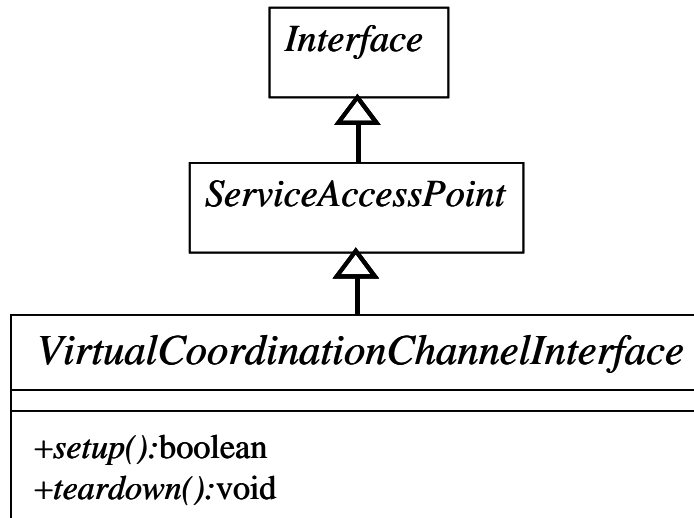 Interface
ServiceAccessPoint
VirtualCoordinationChannelInterface
+setup():boolean
+teardown():void